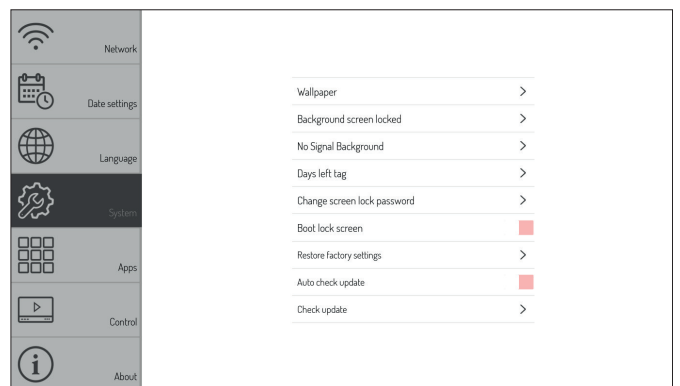 Network
Date settings
Language
System
Apps
Control
About
Wallpaper
Background screen locked
No Signal Background
Days left tag
Change screen lock password
Boot lock screen
Restore factory settings
Auto check update
Check update